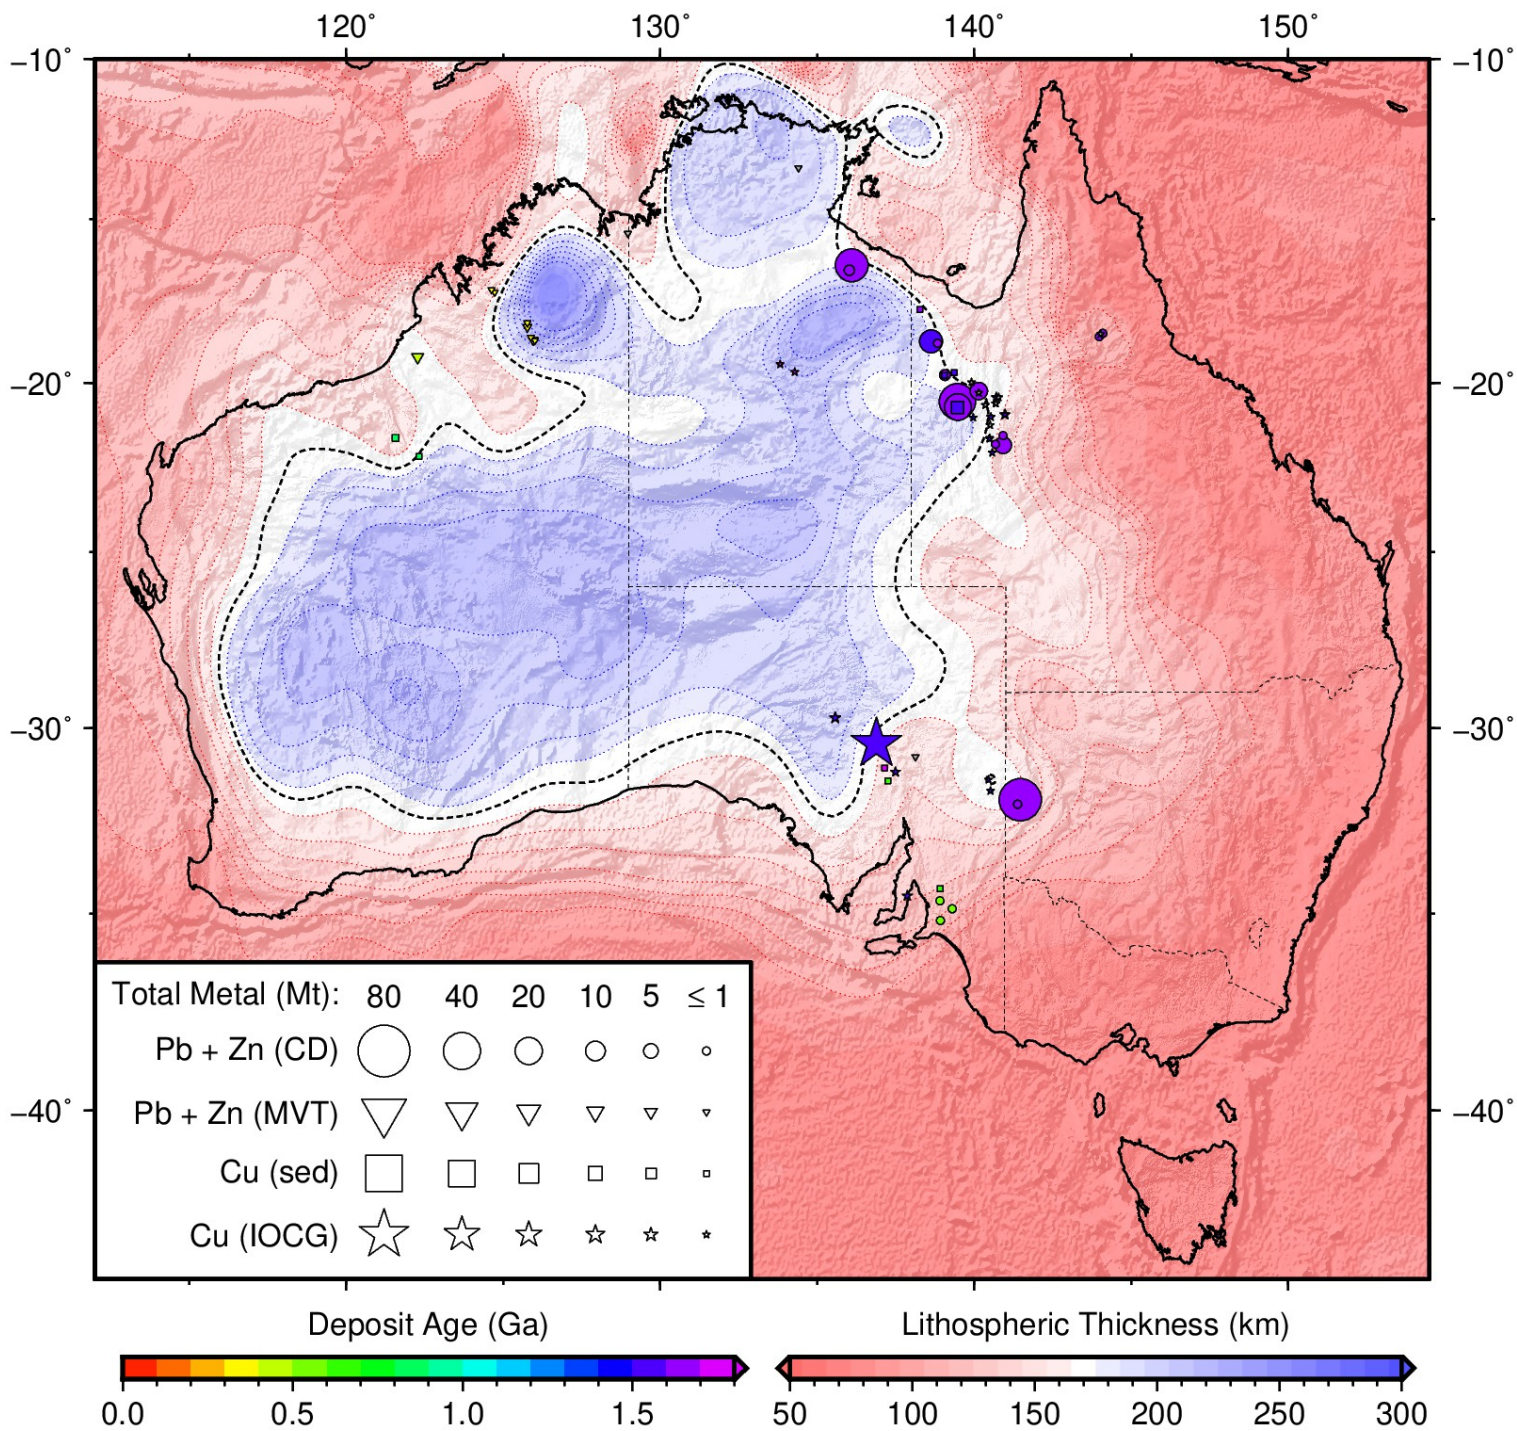 120° 130° 140° 150°
−10° −10°
−20° −20°
−30° −30°
−40° −40°
Total Metal (Mt): 80 40 20 10 5 ≤ 1
Pb + Zn (CD)
Pb + Zn (MVT)
Cu (sed)
Cu (IOCG)
Deposit Age (Ga)
0.0 0.5 1.0 1.5
Lithospheric Thickness (km)
50 100 150 200 250 300